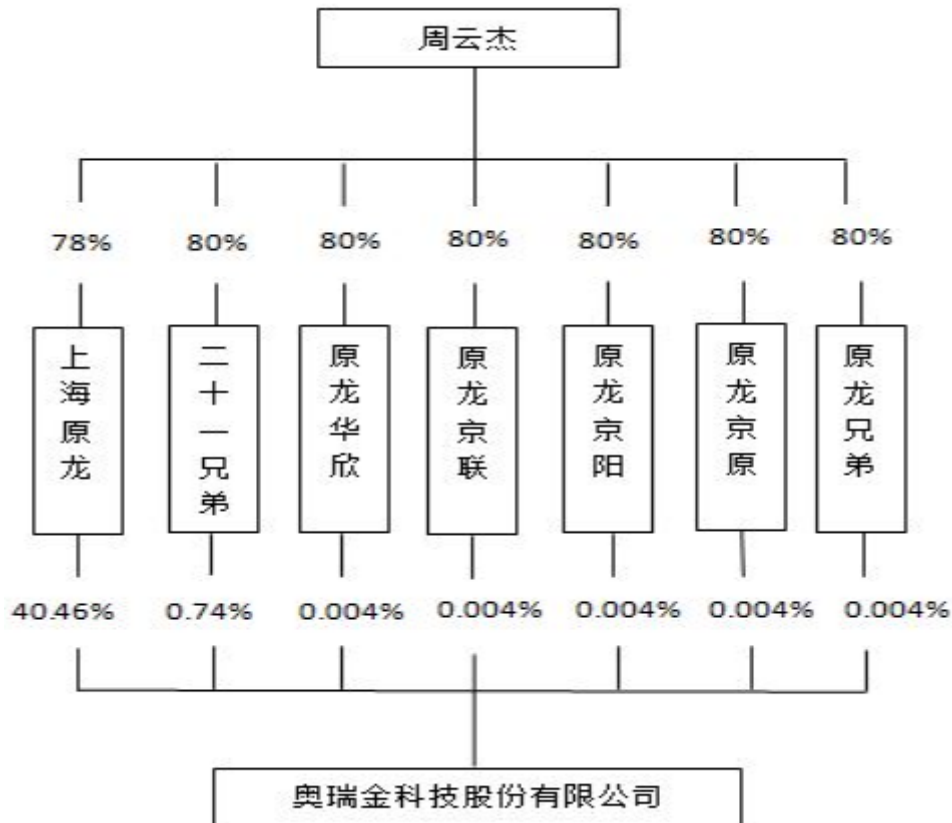 周云杰
78% 80% 80% 80% 80% 80% 80%
上海原龙
二十一兄弟
原龙华欣
原龙京联
原龙京阳
原龙京原
原龙兄弟
40.46% 0.74% 0.004% 0.004% 0.004% 0.004% 0.004%
奥瑞金科技股份有限公司